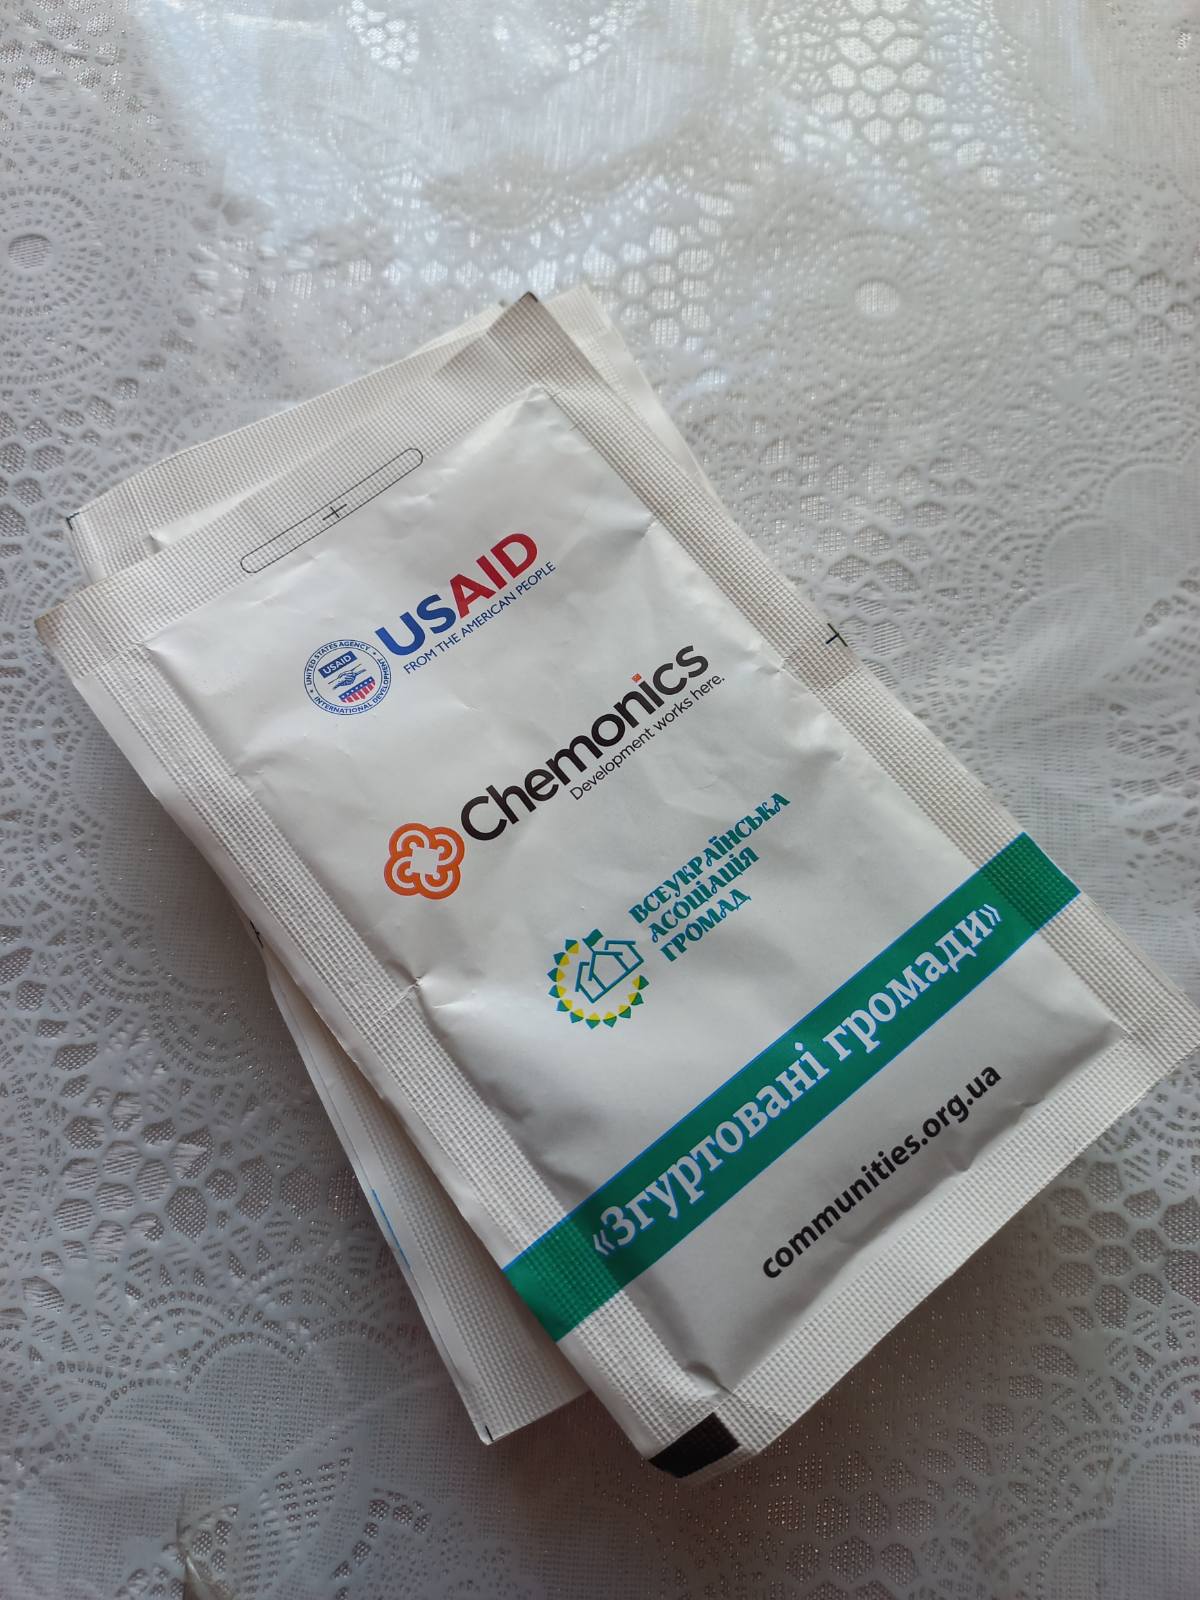 USAID
FROM THE AMERICAN PEOPLE
UNITED STATES AGENCY
USAID
INTERNATIONAL DEVELOPMENT
Chemonics
Development works here.
ВСЕУКРАЇНСЬКА
АСОЦІАЦІЯ
ГРОМАД
«Згуртовані громади»
communities.org.ua